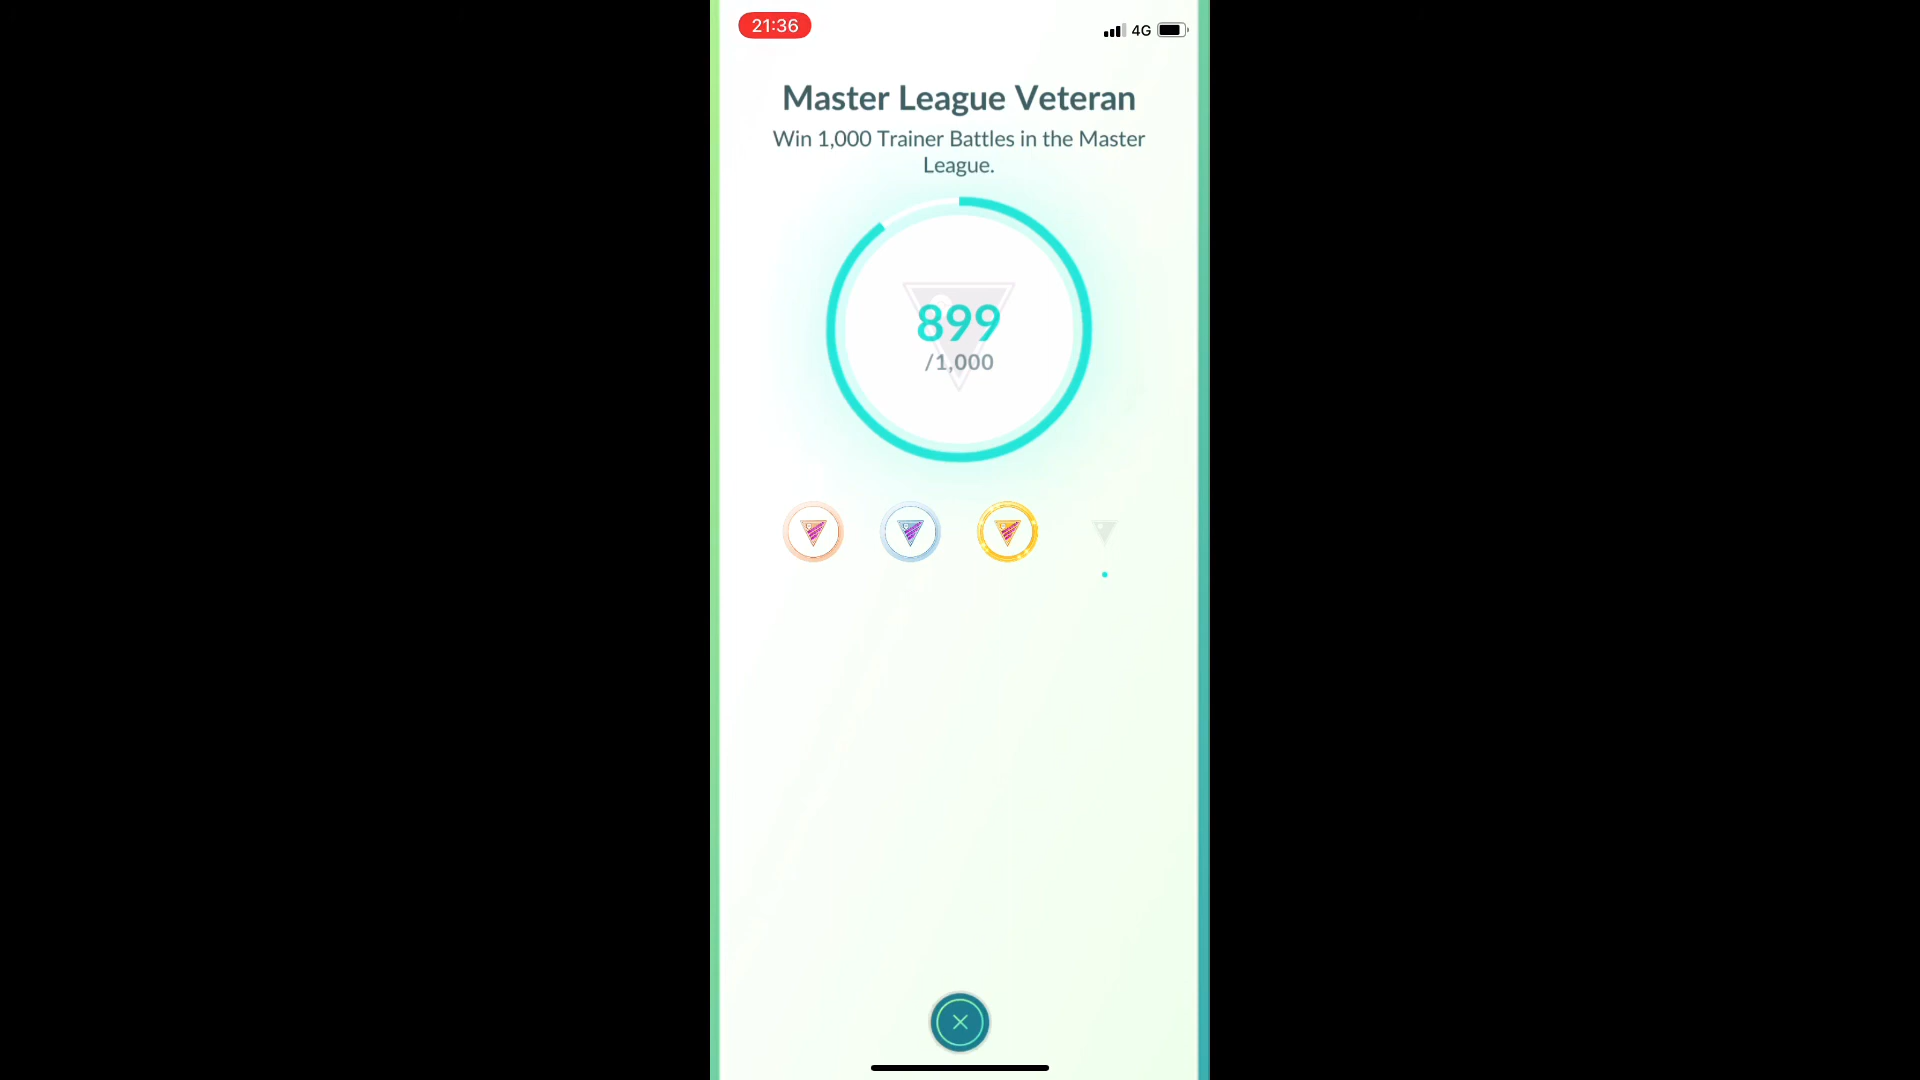 21:36
4G
Master League Veteran
Win 1,000 Trainer Battles in the Master
League.
899
/1,000